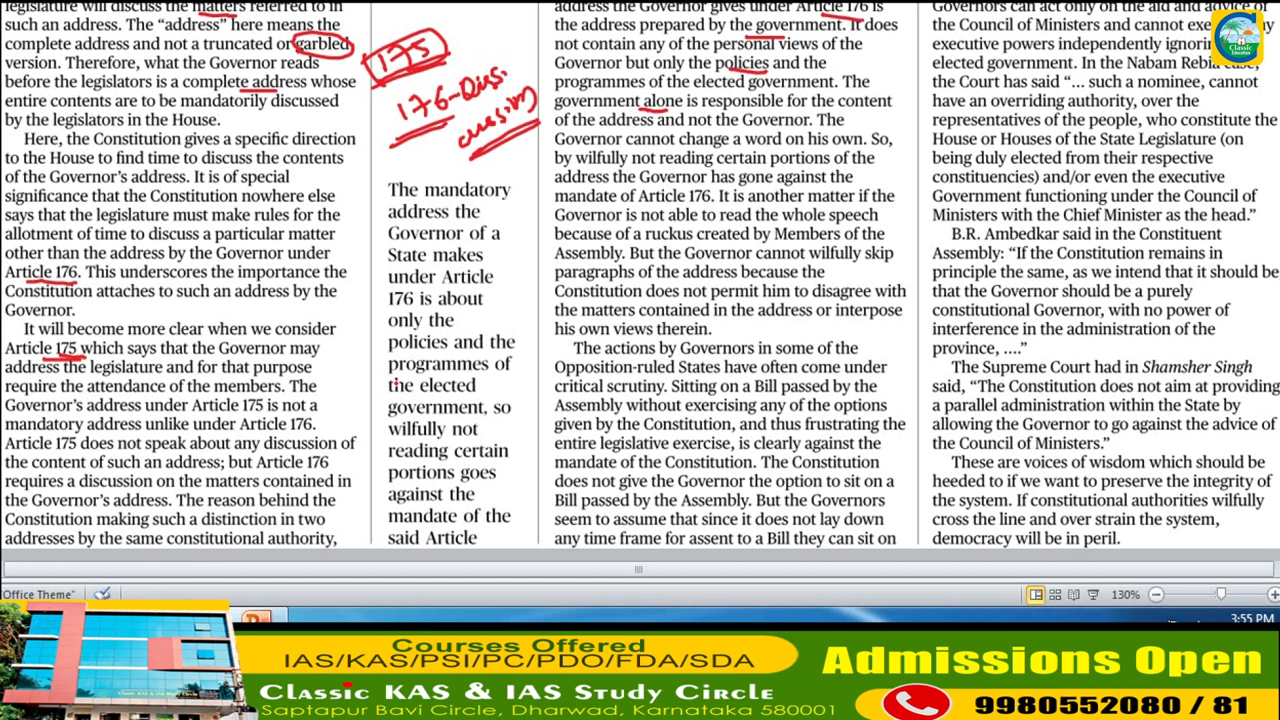 legislature will discuss the matters referred to in
such an address. The “address” here means the
complete address and not a truncated or garbled
version. Therefore, what the Governor reads
before the legislators is a complete address whose
entire contents are to be mandatorily discussed
by the legislators in the House.
Here, the Constitution gives a specific direction
to the House to find time to discuss the contents
of the Governor’s address. It is of special
significance that the Constitution nowhere else
says that the legislature must make rules for the
allotment of time to discuss a particular matter
other than the address by the Governor under
Article 176. This underscores the importance the
Constitution attaches to such an address by the
Governor.
It will become more clear when we consider
Article 175 which says that the Governor may
address the legislature and for that purpose
require the attendance of the members. The
Governor’s address under Article 175 is not a
mandatory address unlike under Article 176.
Article 175 does not speak about any discussion of
the content of such an address; but Article 176
requires a discussion on the matters contained in
the Governor’s address. The reason behind the
Constitution making such a distinction in two
addresses by the same constitutional authority,
175
176-Dis.
cussion
The mandatory
address the
Governor of a
State makes
under Article
176 is about
only the
policies and the
programmes of
the elected
government, so
wilfully not
reading certain
portions goes
against the
mandate of the
said Article
address the Governor gives under Article 176 is
the address prepared by the government. It does
not contain any of the personal views of the
Governor but only the policies and the
programmes of the elected government. The
government alone is responsible for the content
of the address and not the Governor. The
Governor cannot change a word on his own. So,
by wilfully not reading certain portions of the
address the Governor has gone against the
mandate of Article 176. It is another matter if the
Governor is not able to read the whole speech
because of a ruckus created by Members of the
Assembly. But the Governor cannot wilfully skip
paragraphs of the address because the
Constitution does not permit him to disagree with
the matters contained in the address or interpose
his own views therein.
The actions by Governors in some of the
Opposition-ruled States have often come under
critical scrutiny. Sitting on a Bill passed by the
Assembly without exercising any of the options
given by the Constitution, and thus frustrating the
entire legislative exercise, is clearly against the
mandate of the Constitution. The Constitution
does not give the Governor the option to sit on a
Bill passed by the Assembly. But the Governors
seem to assume that since it does not lay down
any time frame for assent to a Bill they can sit on
Governors can act only on the aid and advice of
the Council of Ministers and cannot exercise any
executive powers independently ignoring the
elected government. In the Nabam Rebia case,
the Court has said “... such a nominee, cannot
have an overriding authority, over the
representatives of the people, who constitute the
House or Houses of the State Legislature (on
being duly elected from their respective
constituencies) and/or even the executive
Government functioning under the Council of
Ministers with the Chief Minister as the head.”
B.R. Ambedkar said in the Constituent
Assembly: “If the Constitution remains in
principle the same, as we intend that it should be
that the Governor should be a purely
constitutional Governor, with no power of
interference in the administration of the
province, ....”
The Supreme Court had in Shamsher Singh
said, “The Constitution does not aim at providing
a parallel administration within the State by
allowing the Governor to go against the advice of
the Council of Ministers.”
These are voices of wisdom which should be
heeded to if we want to preserve the integrity of
the system. If constitutional authorities wilfully
cross the line and over strain the system,
democracy will be in peril.
Classic
Education
Office Theme"
130%
3:55 PM
Courses Offered
IAS/KAS/PSI/PC/PDO/FDA/SDA
Classic KAS & IAS Study Circle
Saptapur Bavi Circle, Dharwad, Karnataka 580001
Admissions Open
9980552080 / 81